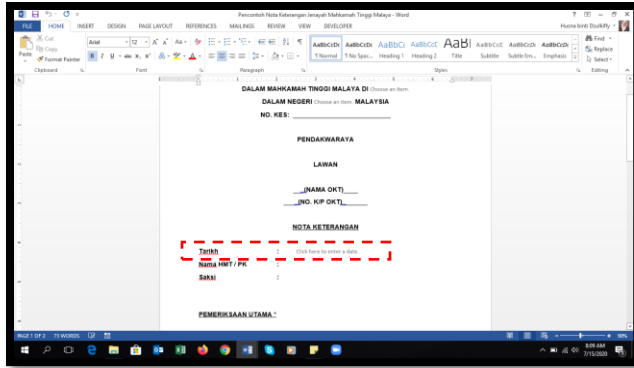 Pencontoh Nota Keterangan Jenayah Mahkamah Tinggi Malaya - Word
FILE HOME INSERT DESIGN PAGE LAYOUT REFERENCES MAILINGS REVIEW VIEW DEVELOPER
Cut
Copy
Format Painter
Paste
Arial 12
AaBbCcDc AaBbCcDc AaBbCc AaBbCcC AaBl AaBbCcC AaBbCcDc AaBbCcDc
¶ Normal ¶ No Spac... Heading 1 Heading 2 Title Subtitle Subtle Em... Emphasis
Find
Replace
Select
Clipboard Font Paragraph Styles Editing
DALAM MAHKAMAH TINGGI MALAYA DI Choose an item.
DALAM NEGERI Choose an item. MALAYSIA
NO. KES:
PENDAKWARAYA
LAWAN
(NAMA OKT)
(NO. K/P OKT)
NOTA KETERANGAN
Tarikh : Click here to enter a date.
Nama HMT / PK :
Saksi :
PEMERIKSAAN UTAMA "
PAGE 1 OF 2 73 WORDS
90%
8:09 AM
7/15/2020